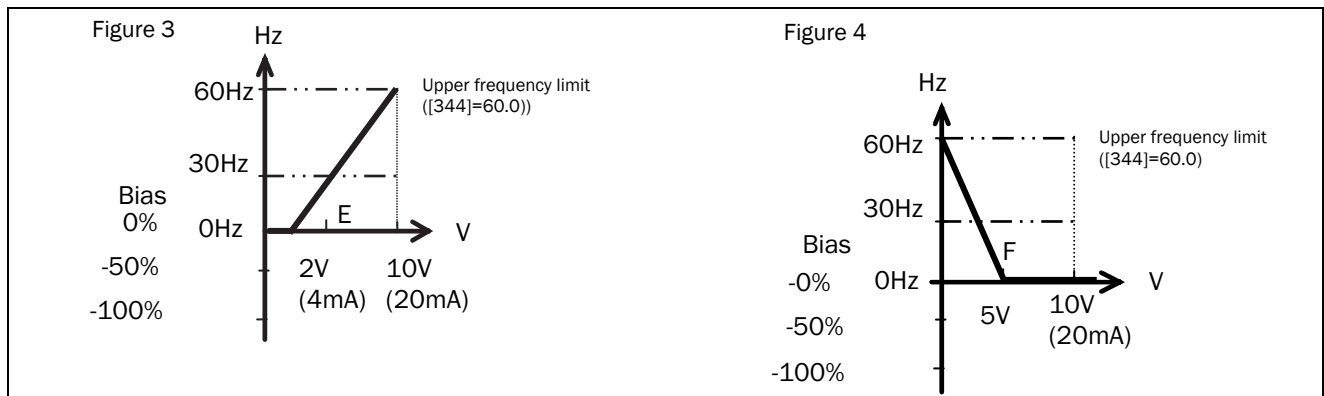 Figure 3
Hz
60Hz
Upper frequency limit
([344]=60.0))
30Hz
Bias
0%
0Hz
E
V
-50%
2V
10V
(4mA)
(20mA)
-100%
Figure 4
Hz
60Hz
Upper frequency limit
([344]=60.0)
30Hz
Bias
F
-0%
0Hz
V
5V
10V
(20mA)
-50%
-100%